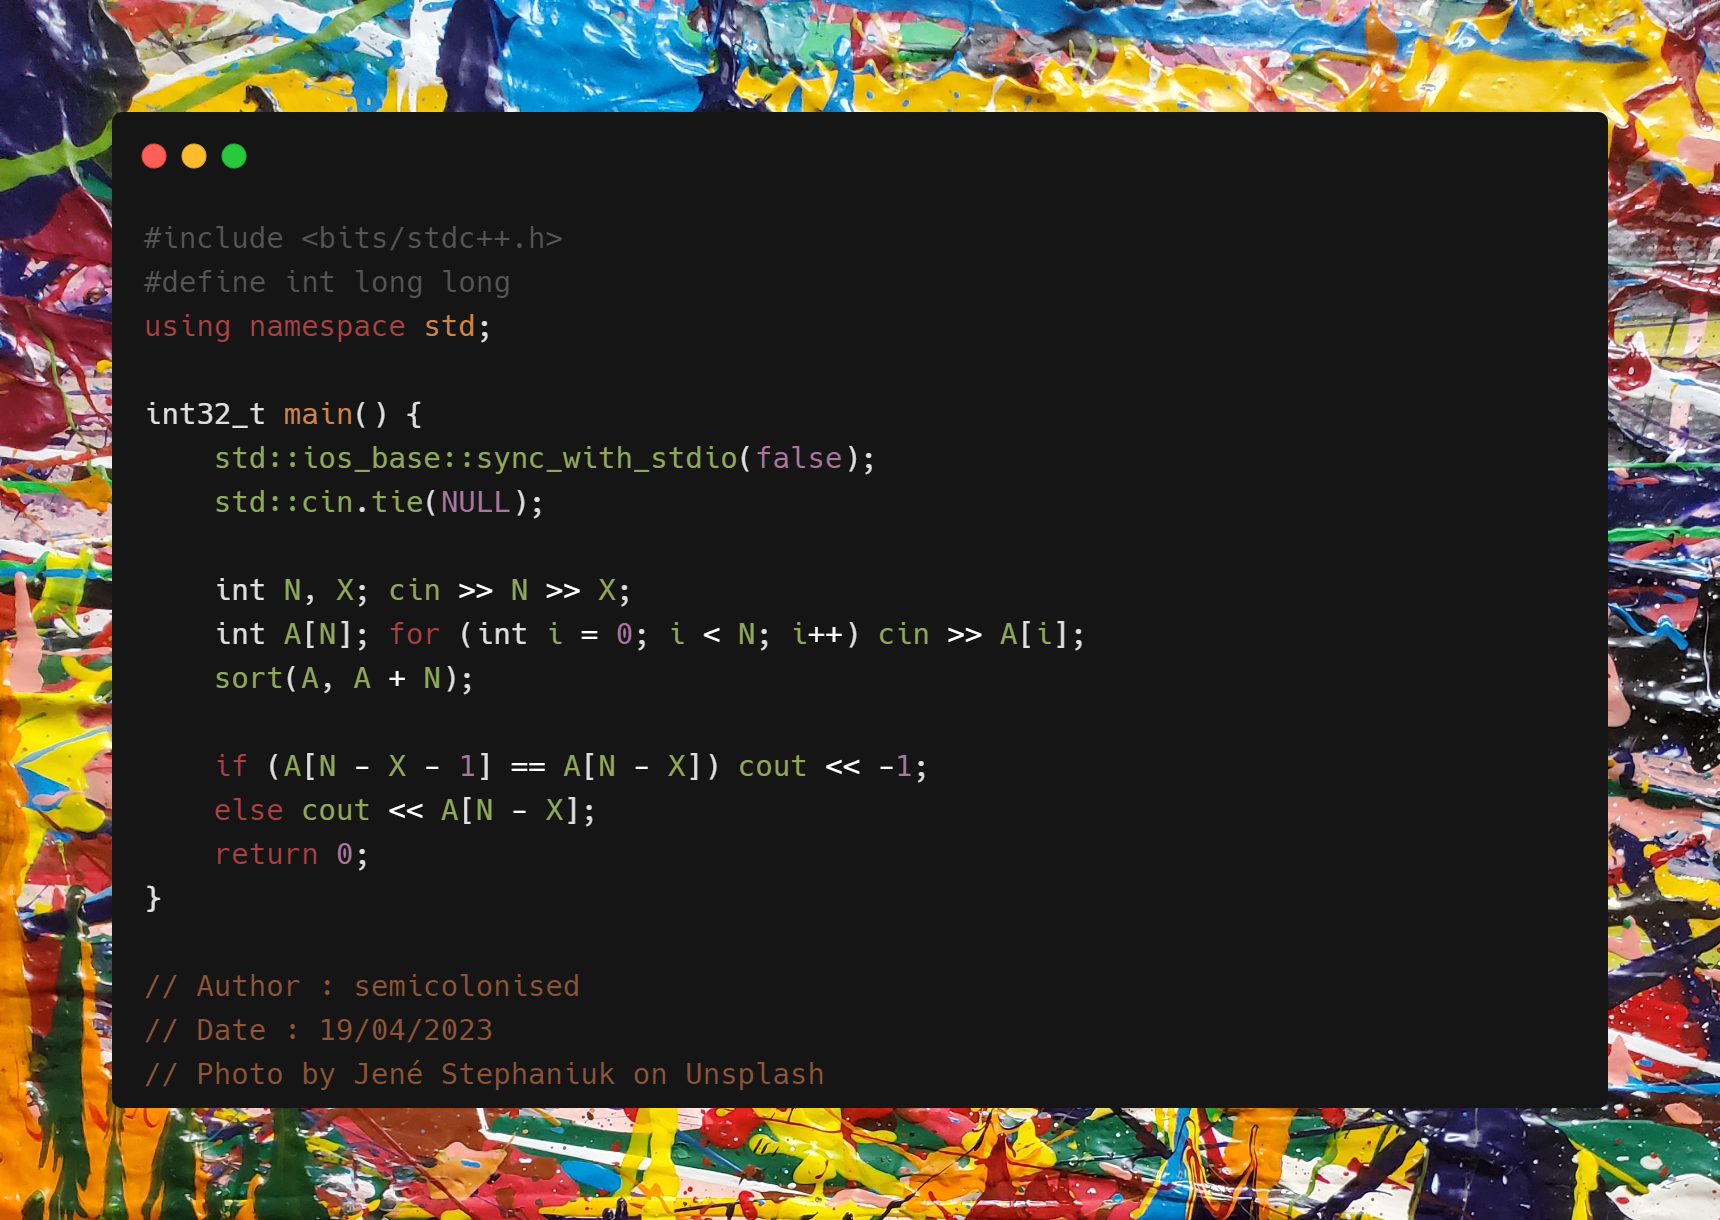 #include <bits/stdc++.h>
#define int long long
using namespace std;
int32_t main() {
    std::ios_base::sync_with_stdio(false);
    std::cin.tie(NULL);
    int N, X; cin >> N >> X;
    int A[N]; for (int i = 0; i < N; i++) cin >> A[i];
    sort(A, A + N);
    if (A[N - X - 1] == A[N - X]) cout << -1;
    else cout << A[N - X];
    return 0;
}
// Author : semicolonised
// Date : 19/04/2023
// Photo by Jené Stephaniuk on Unsplash